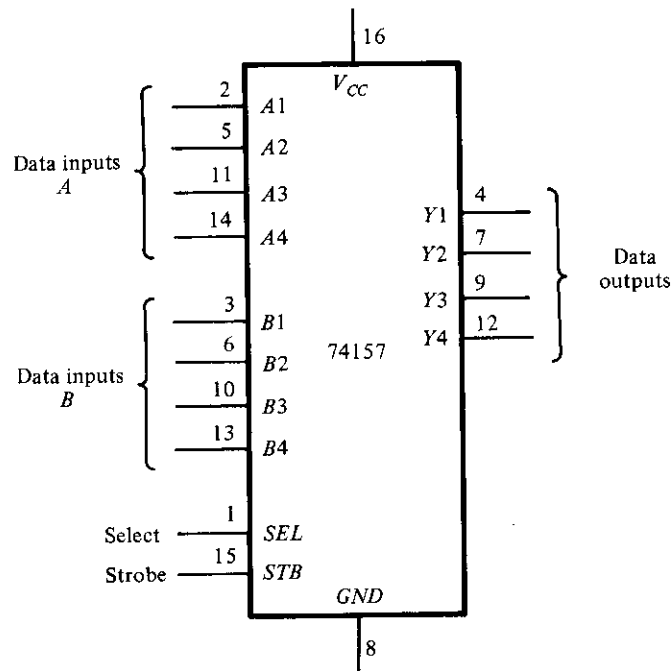 16
V_CC
2
A1
5
A2
Data inputs
A
11
A3
14
A4
4
Y1
7
Y2
9
Y3
12
Y4
Data
outputs
3
B1
6
B2
Data inputs
B
10
B3
13
B4
74157
1
Select
SEL
15
Strobe
STB
GND
8